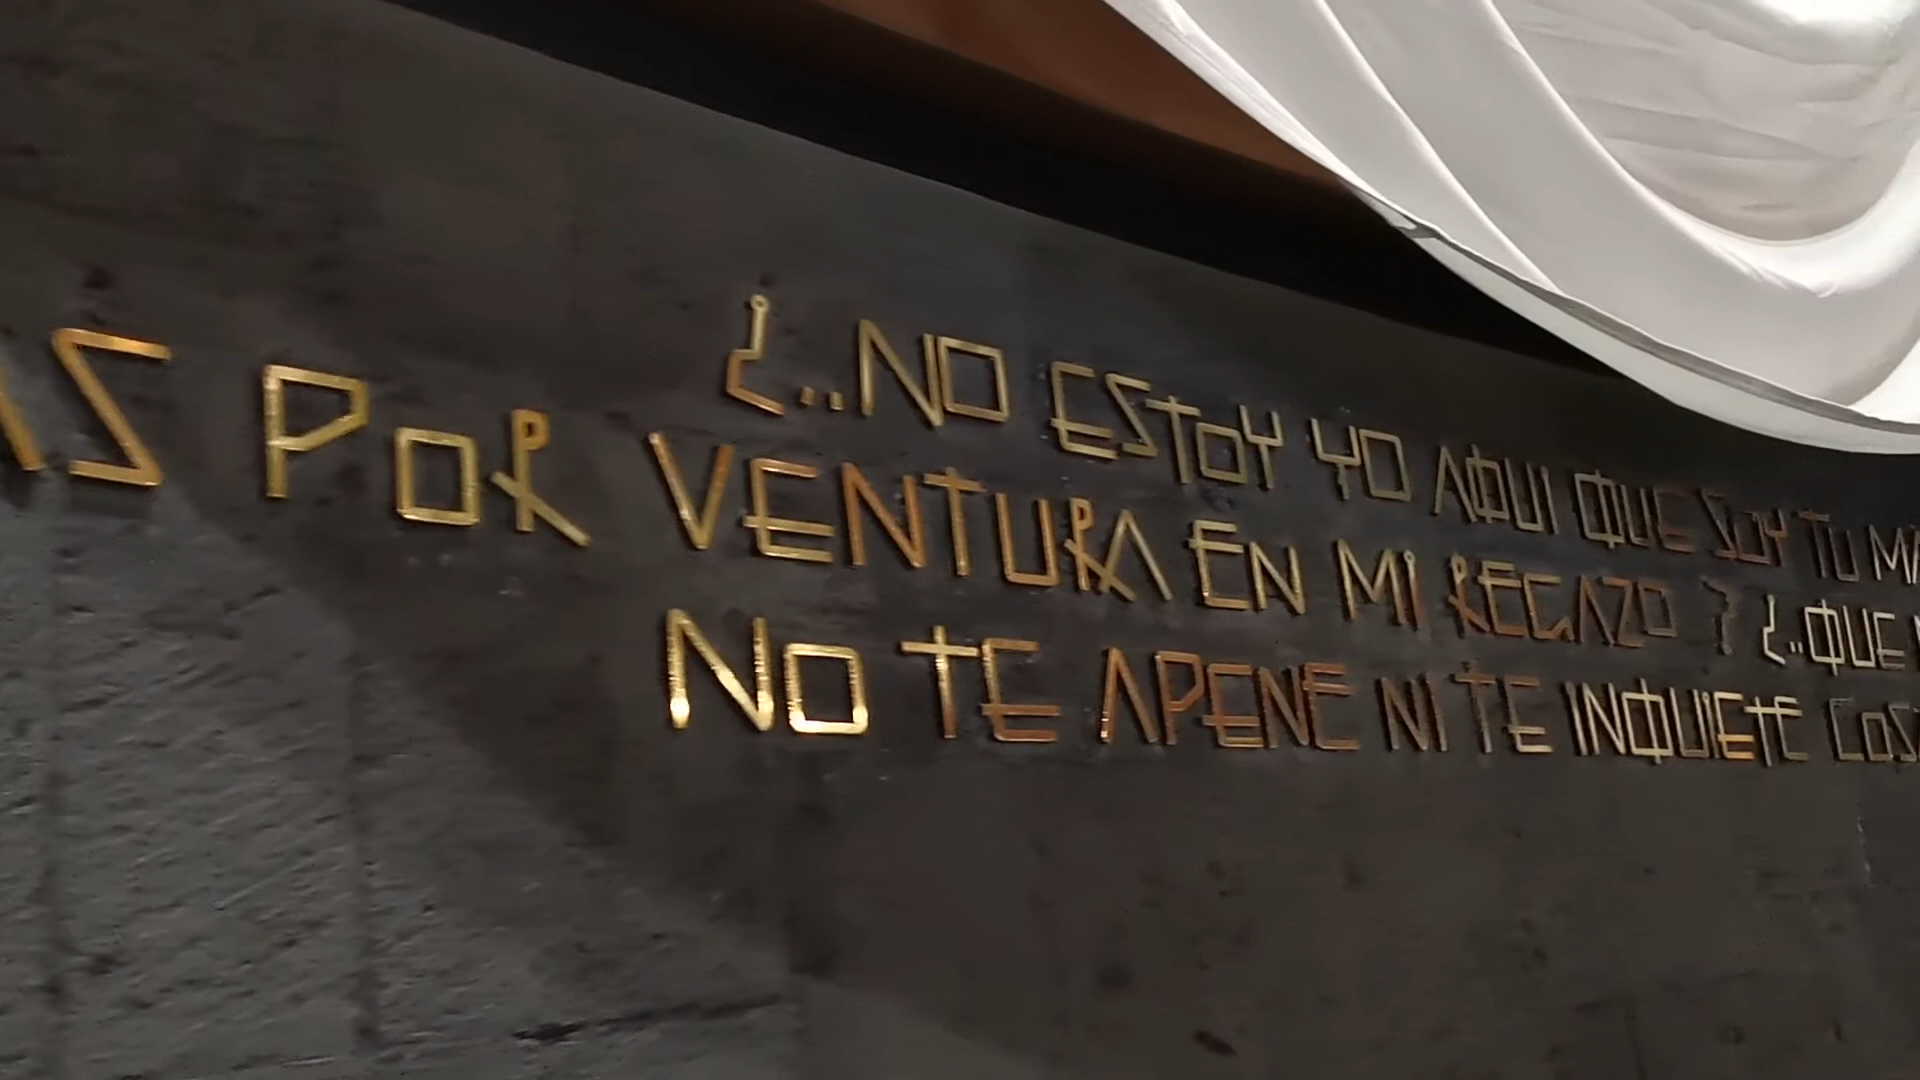 ¿..NO ESTOY YO AQUI QUE SOY TU
POR VENTURA EN MI REGAZO ? ¿..QUE
NO TE APENE NI TE INQUIETE